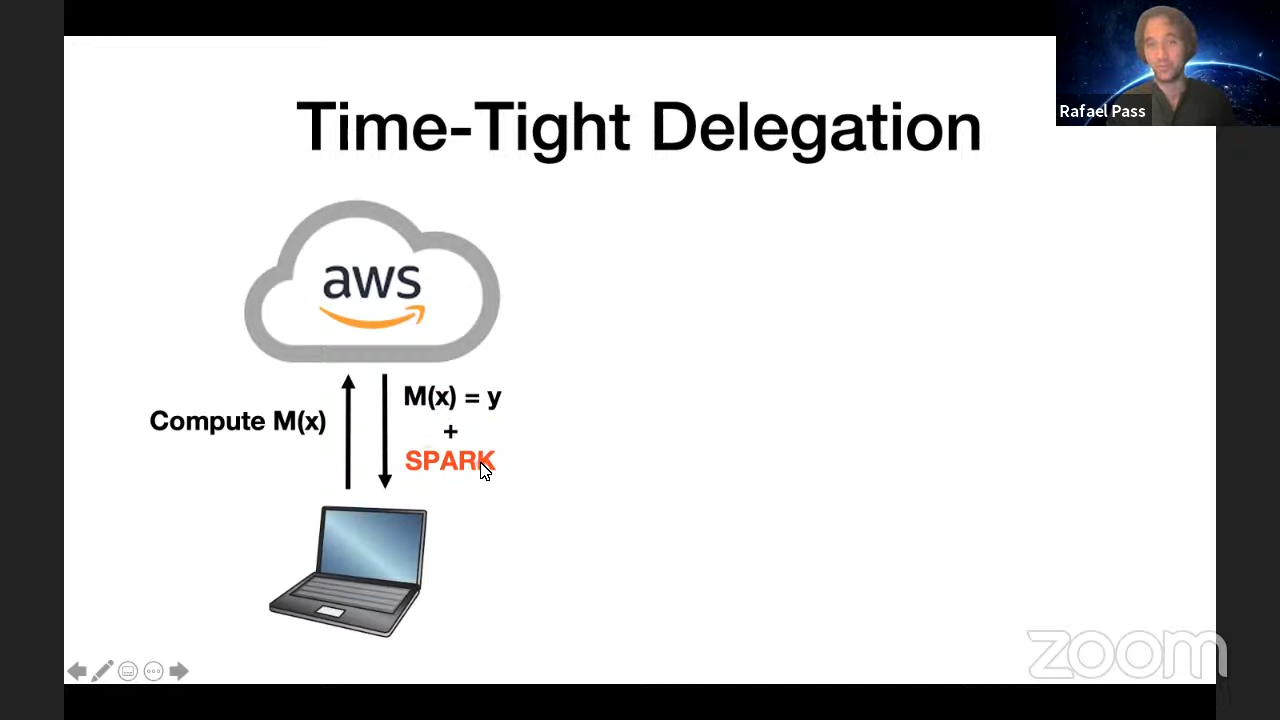 Rafael Pass
Time-Tight Delegation
aws
Compute M(x)
M(x) = y
+
SPARK
zoom